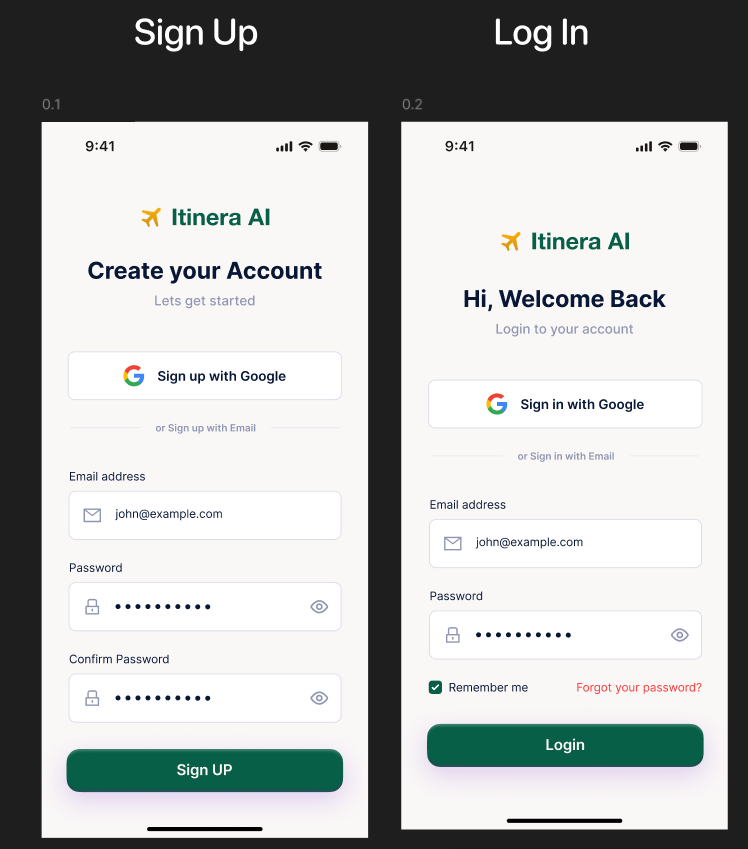 Sign Up
0.1
9:41
Itinera AI
Create your Account
Lets get started
Sign up with Google
or Sign up with Email
Email address
john@example.com
Password
Confirm Password
Sign UP
Log In
0.2
9:41
Itinera AI
Hi, Welcome Back
Login to your account
Sign in with Google
or Sign in with Email
Email address
john@example.com
Password
Remember me
Forgot your password?
Login